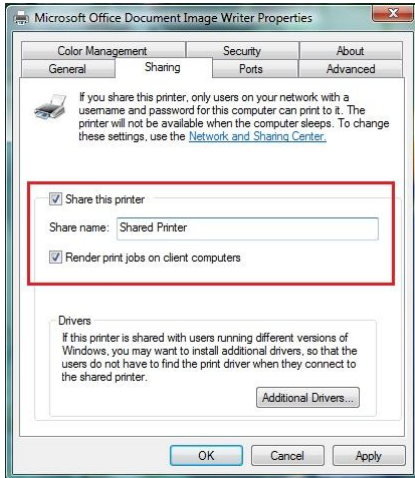 Microsoft Office Document Image Writer Properties
Color Management Security About
General Sharing Ports Advanced
If you share this printer, only users on your network with a
username and password for this computer can print to it. The
printer will not be available when the computer sleeps. To change
these settings, use the Network and Sharing Center.
Share this printer
Share name: Shared Printer
Render print jobs on client computers
Drivers
If this printer is shared with users running different versions of
Windows, you may want to install additional drivers, so that the
users do not have to find the print driver when they connect to
the shared printer.
Additional Drivers...
OK Cancel Apply